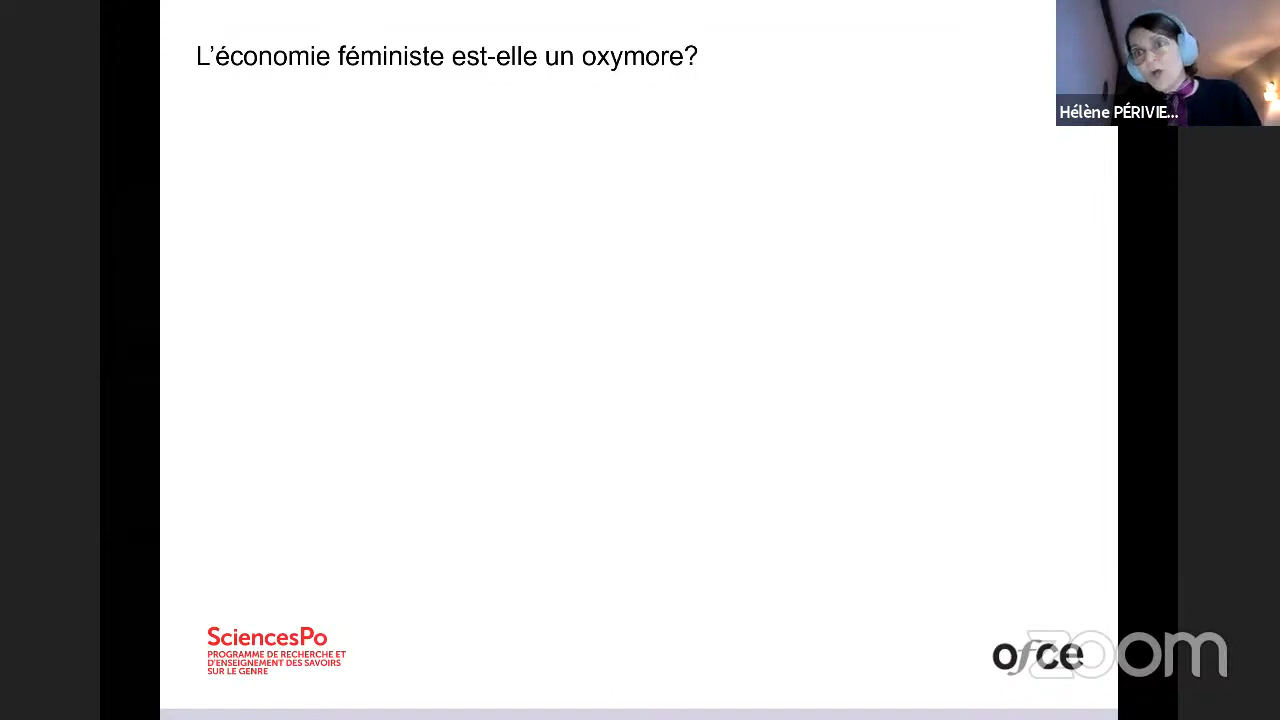 L’économie féministe est-elle un oxymore?
Hélène PÉRIVIE...
SciencesPo
PROGRAMME DE RECHERCHE ET
D’ENSEIGNEMENT DES SAVOIRS
SUR LE GENRE
ofce
zoom